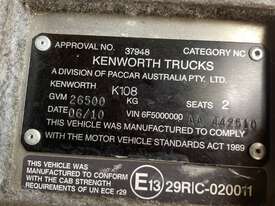 APPROVAL NO. 37948 CATEGORY NC
KENWORTH TRUCKS
A DIVISION OF PACCAR AUSTRALIA PTY. LTD.
KENWORTH K108
GVM 26500 KG SEATS 2
DATE 06/10 VIN 6F5000000
THIS VEHICLE WAS MANUFACTURED TO COMPLY
WITH THE MOTOR VEHICLE STANDARDS ACT 1989
THIS VEHICLE WAS
MANUFACTURED TO CONFORM
WITH THE CAB STRENGTH
REQUIREMENTS OF UN ECE r29
E13 29RIC-020011